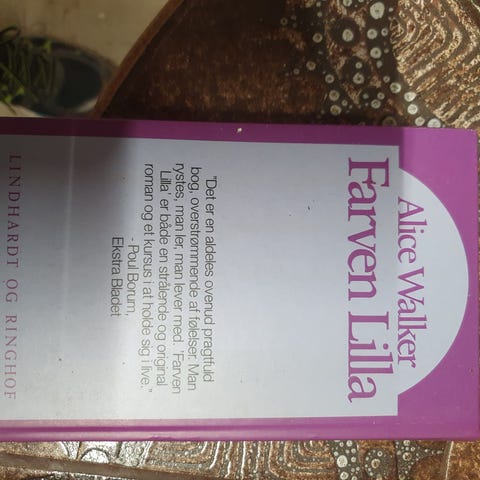 Alice Walker
Farven Lilla
"Det er en aldeles ovenud pragtfuld
bog, overstrømmende af følelser. Man
rystes, man ler, man lever med. 'Farven
Lilla' er både en strålende og original
roman og et kursus i at holde sig i live."
- Poul Borum,
Ekstra Bladet
LINDHARDT OG RINGHOF